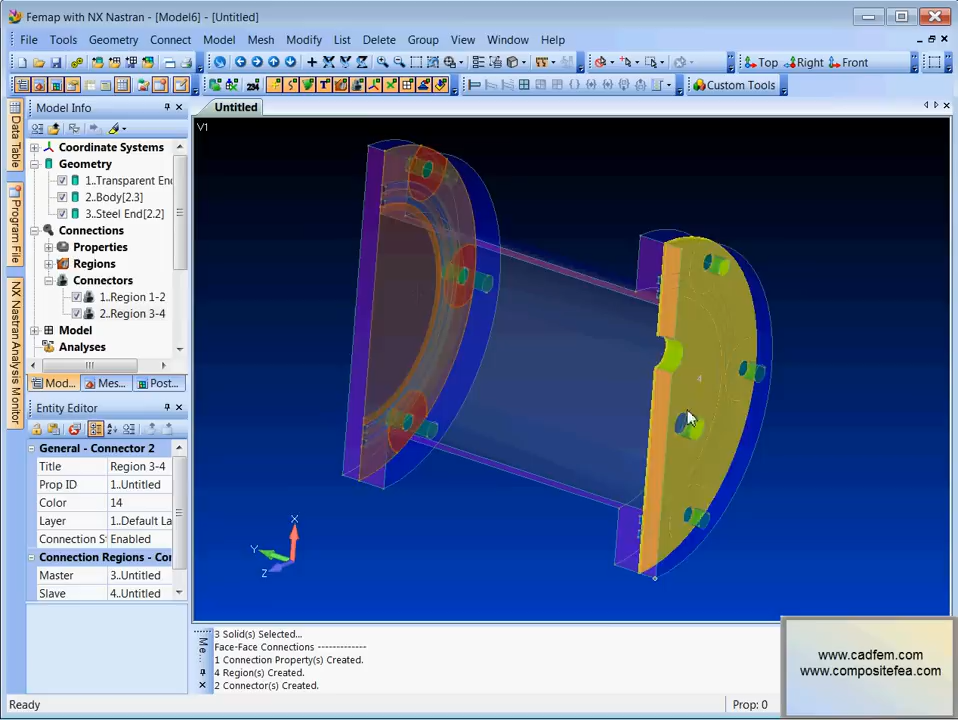 Femap with NX Nastran - [Model6] - [Untitled]
File Tools Geometry Connect Model Mesh Modify List Delete Group View Window Help
Top Right Front
Custom Tools
Model Info
Untitled
V1
Data Table
Program File
NX Nastran Analysis Monitor
Coordinate Systems
Geometry
1..Transparent En
2..Body[2.3]
3..Steel End[2.2]
Connections
Properties
Regions
Connectors
1..Region 1-2
2..Region 3-4
Model
Analyses
Mod... Mes... Post...
Entity Editor
General - Connector 2
Title Region 3-4
Prop ID 1..Untitled
Color 14
Layer 1..Default La
Connection S Enabled
Connection Regions - Co
Master 3..Untitled
Slave 4..Untitled
4
X
Y
Z
Me...
3 Solid(s) Selected...
Face-Face Connections -------------
1 Connection Property(s) Created.
4 Region(s) Created.
2 Connector(s) Created.
www.cadfem.com
www.compositefea.com
Ready
Prop: 0